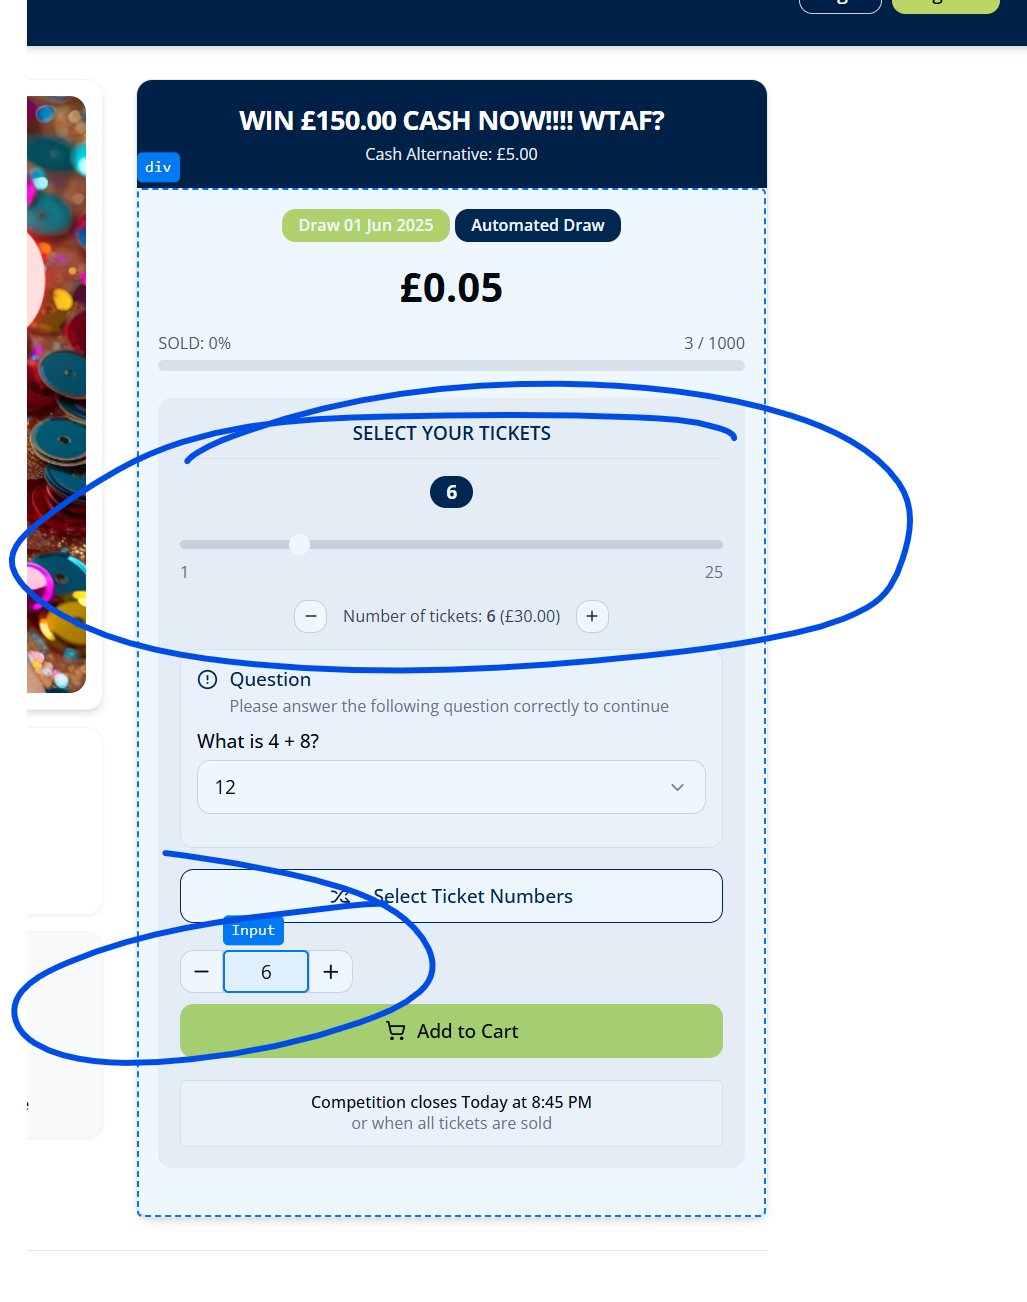 WIN £150.00 CASH NOW!!!! WTAF?
Cash Alternative: £5.00
div
Draw 01 Jun 2025 Automated Draw
£0.05
SOLD: 0% 3 / 1000
SELECT YOUR TICKETS
6
1 25
− Number of tickets: 6 (£30.00) +
Question
Please answer the following question correctly to continue
What is 4 + 8?
12
Select Ticket Numbers
Input
− 6 +
Add to Cart
Competition closes Today at 8:45 PM
or when all tickets are sold